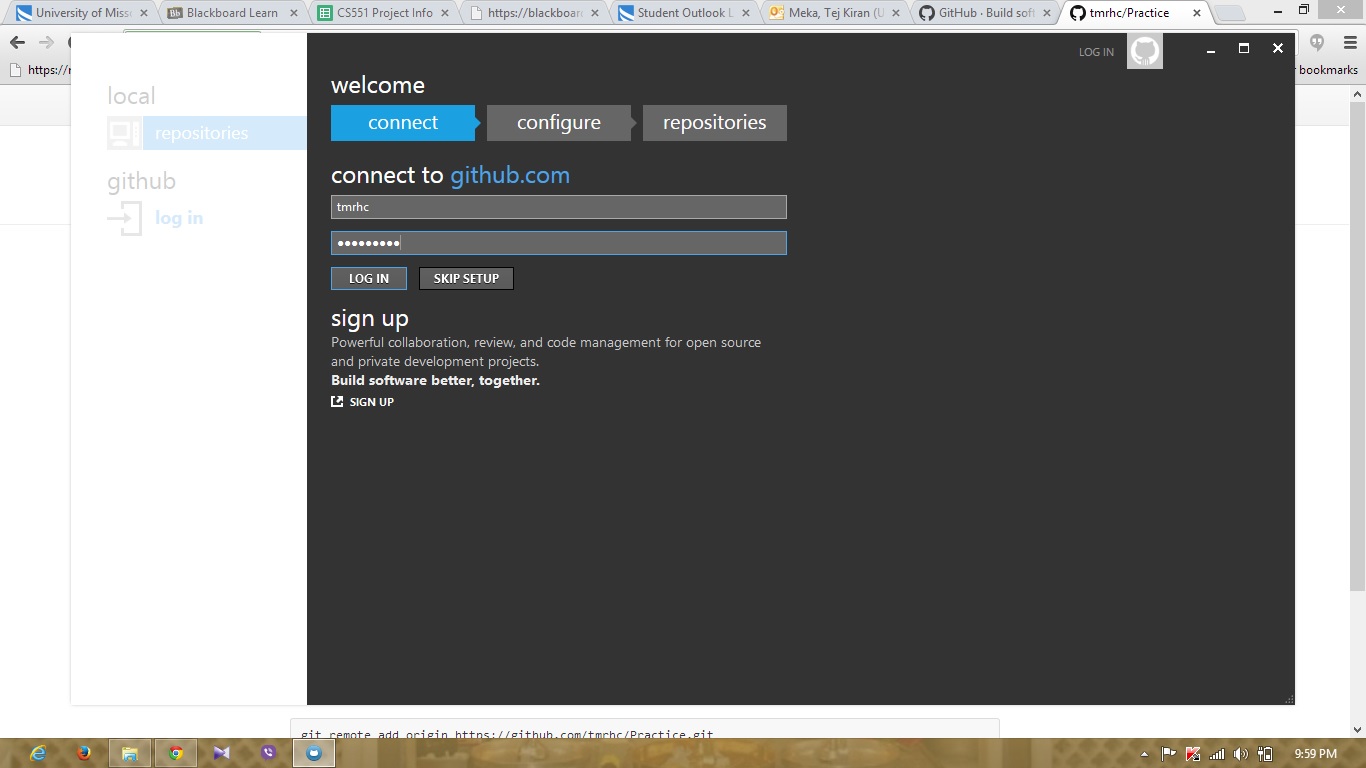 University of Miss
Blackboard Learn
CS551 Project Info
https://blackboar
Student Outlook L
Meka, Tej Kiran (U
GitHub · Build soft
tmrhc/Practice
https://
bookmarks
LOG IN
local
repositories
github
log in
welcome
connect
configure
repositories
connect to github.com
tmrhc
LOG IN
SKIP SETUP
sign up
Powerful collaboration, review, and code management for open source
and private development projects.
Build software better, together.
SIGN UP
git remote add origin https://github.com/tmrhc/Practice.git
9:59 PM